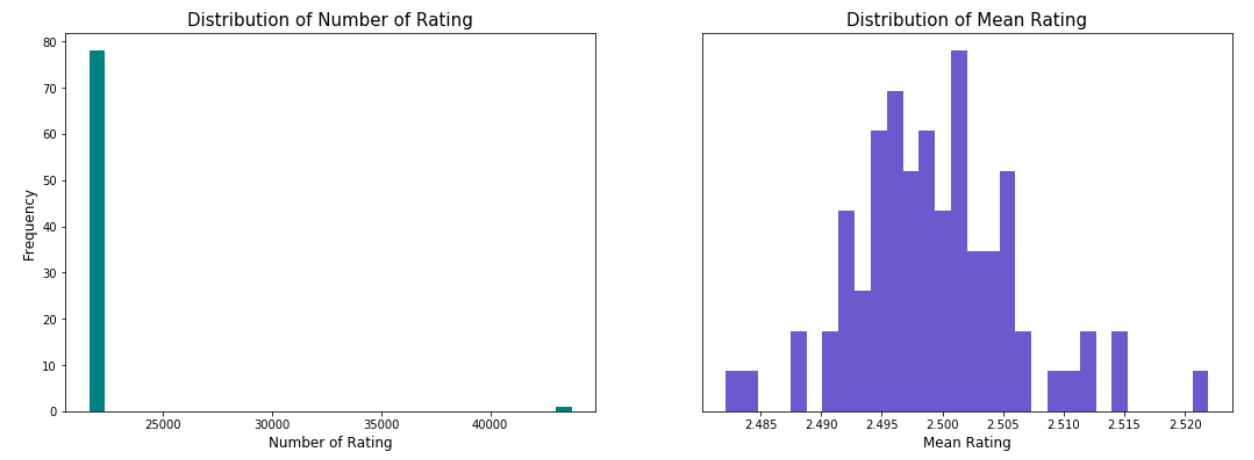 Distribution of Number of Rating
80
70
60
50
40
30
20
10
0
Frequency
25000 30000 35000 40000
Number of Rating
Distribution of Mean Rating
2.485 2.490 2.495 2.500 2.505 2.510 2.515 2.520
Mean Rating